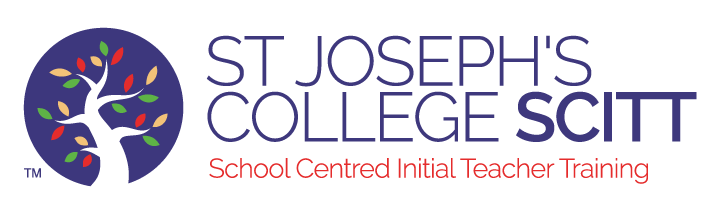 ST JOSEPH'S
COLLEGE SCITT
School Centred Initial Teacher Training
TM